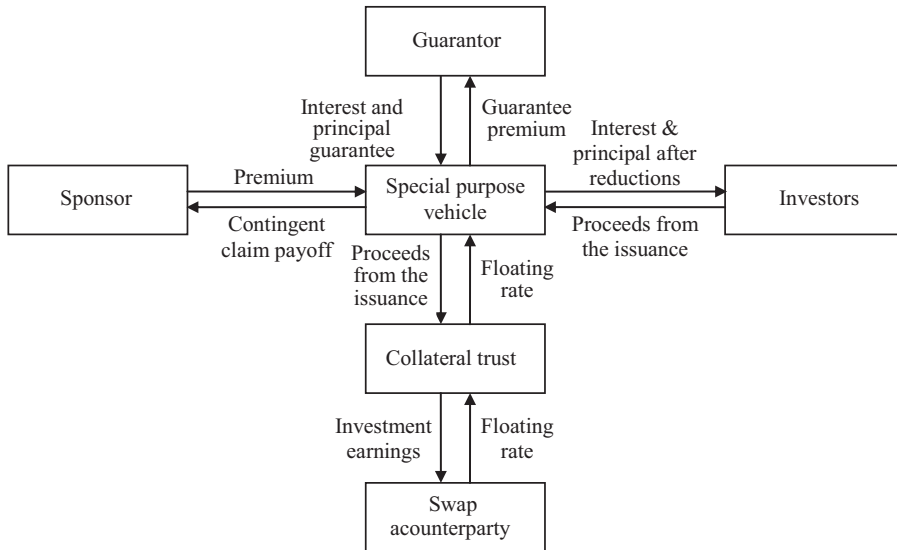 Guarantor
Interest and
principal
guarantee
Guarantee
premium
Interest &
principal after
reductions
Sponsor
Premium
Special purpose
vehicle
Investors
Contingent
claim payoff
Proceeds
from the
issuance
Floating
rate
Proceeds from
the issuance
Collateral trust
Investment
earnings
Floating
rate
Swap
acounterparty